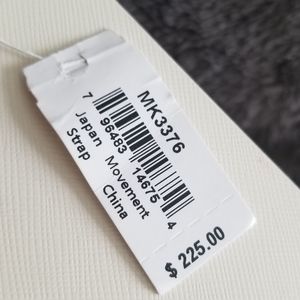 MK3376
7 96483 14675 4
Japan Movement
Strap China
$ 225.00